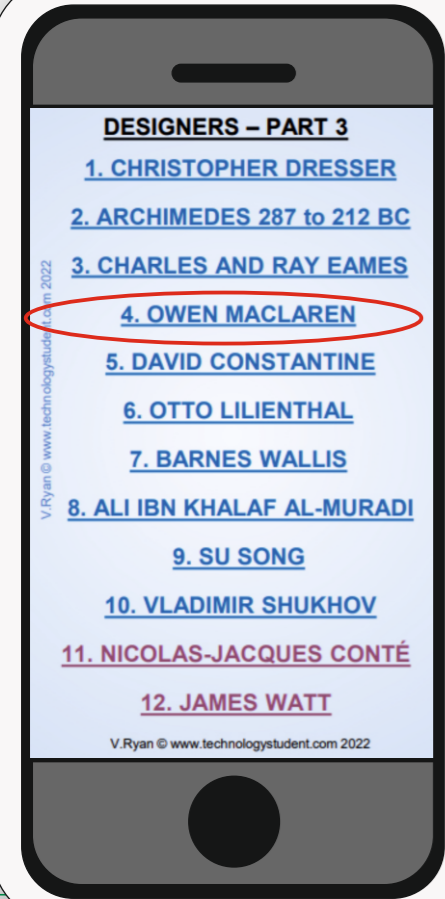 DESIGNERS – PART 3
1. CHRISTOPHER DRESSER
2. ARCHIMEDES 287 to 212 BC
3. CHARLES AND RAY EAMES
4. OWEN MACLAREN
5. DAVID CONSTANTINE
6. OTTO LILIENTHAL
7. BARNES WALLIS
8. ALI IBN KHALAF AL-MURADI
9. SU SONG
10. VLADIMIR SHUKHOV
11. NICOLAS-JACQUES CONTÉ
12. JAMES WATT
V.Ryan © www.technologystudent.com 2022
V.Ryan © www.technologystudent.com 2022